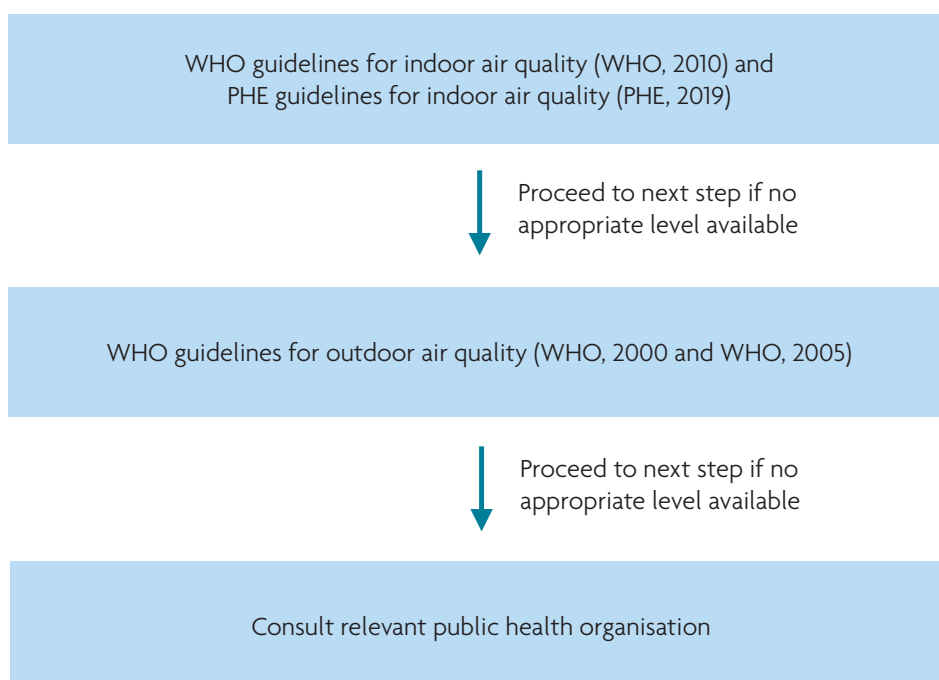 WHO guidelines for indoor air quality (WHO, 2010) and
PHE guidelines for indoor air quality (PHE, 2019)
Proceed to next step if no
appropriate level available
WHO guidelines for outdoor air quality (WHO, 2000 and WHO, 2005)
Proceed to next step if no
appropriate level available
Consult relevant public health organisation